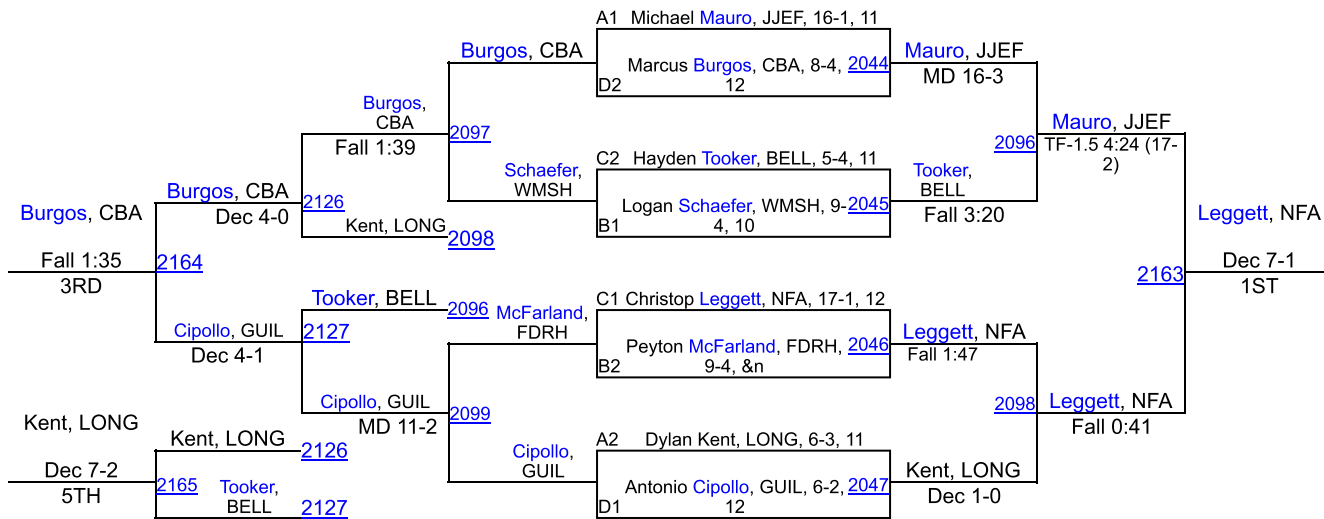 A1 Michael Mauro, JJEF, 16-1, 11
Burgos, CBA
Mauro, JJEF
Marcus Burgos, CBA, 8-4, 2044
D2 12
MD 16-3
Burgos,
CBA
2097
Fall 1:39
Mauro, JJEF
2096
TF-1.5 4:24 (17-
2)
C2 Hayden Tooker, BELL, 5-4, 11
Schaefer,
WMSH
Tooker,
BELL
Burgos, CBA
2126
Dec 4-0
Logan Schaefer, WMSH, 9- 2045
B1 4, 10
Fall 3:20
Burgos, CBA
Kent, LONG
2098
Leggett, NFA
Fall 1:35
2164
3RD
2163
Dec 7-1
1ST
Tooker, BELL
2096
McFarland,
FDRH
C1 Christop Leggett, NFA, 17-1, 12
Cipollo, GUIL
2127
Dec 4-1
Leggett, NFA
Peyton McFarland, FDRH, 2046
B2 9-4, &n
Fall 1:47
Cipollo, GUIL
2099
MD 11-2
2098
Leggett, NFA
Fall 0:41
Kent, LONG
Kent, LONG
2126
Cipollo,
GUIL
A2 Dylan Kent, LONG, 6-3, 11
Dec 7-2
5TH
2165
Tooker,
BELL
2127
Antonio Cipollo, GUIL, 6-2, 2047
D1 12
Kent, LONG
Dec 1-0